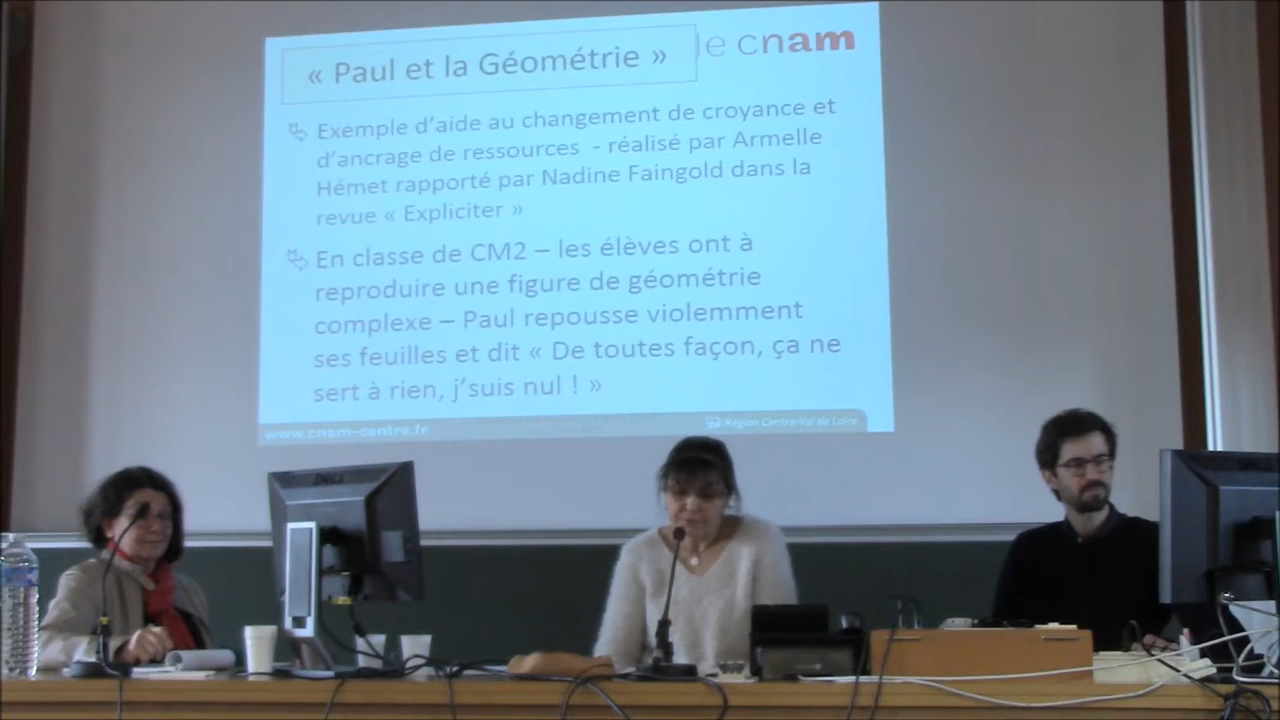 « Paul et la Géométrie »
le cnam
Exemple d'aide au changement de croyance et
d'ancrage de ressources - réalisé par Armelle
Hémet rapporté par Nadine Faingold dans la
revue « Expliciter »
En classe de CM2 – les élèves ont à
reproduire une figure de géométrie
complexe – Paul repousse violemment
ses feuilles et dit « De toutes façon, ça ne
sert à rien, j'suis nul ! »
www.cnam-centre.fr
Région Centre-Val de Loire
DELL